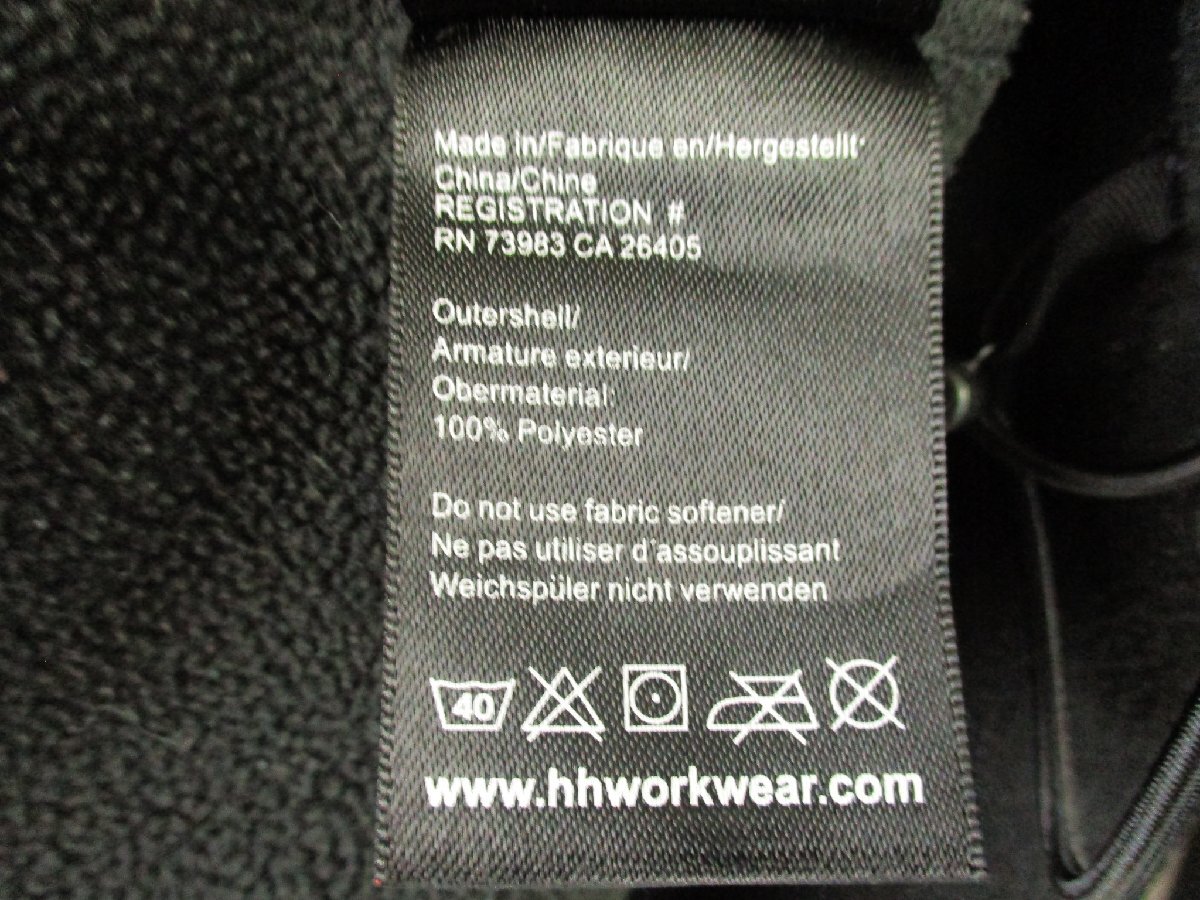 Made in/Fabrique en/Hergestellt
China/Chine
REGISTRATION #
RN 73983 CA 26405
Outershell/
Armature exterieur/
Obermaterial:
100% Polyester
Do not use fabric softener/
Ne pas utiliser d'assouplissant
Weichspüler nicht verwenden
40
www.hhworkwear.com